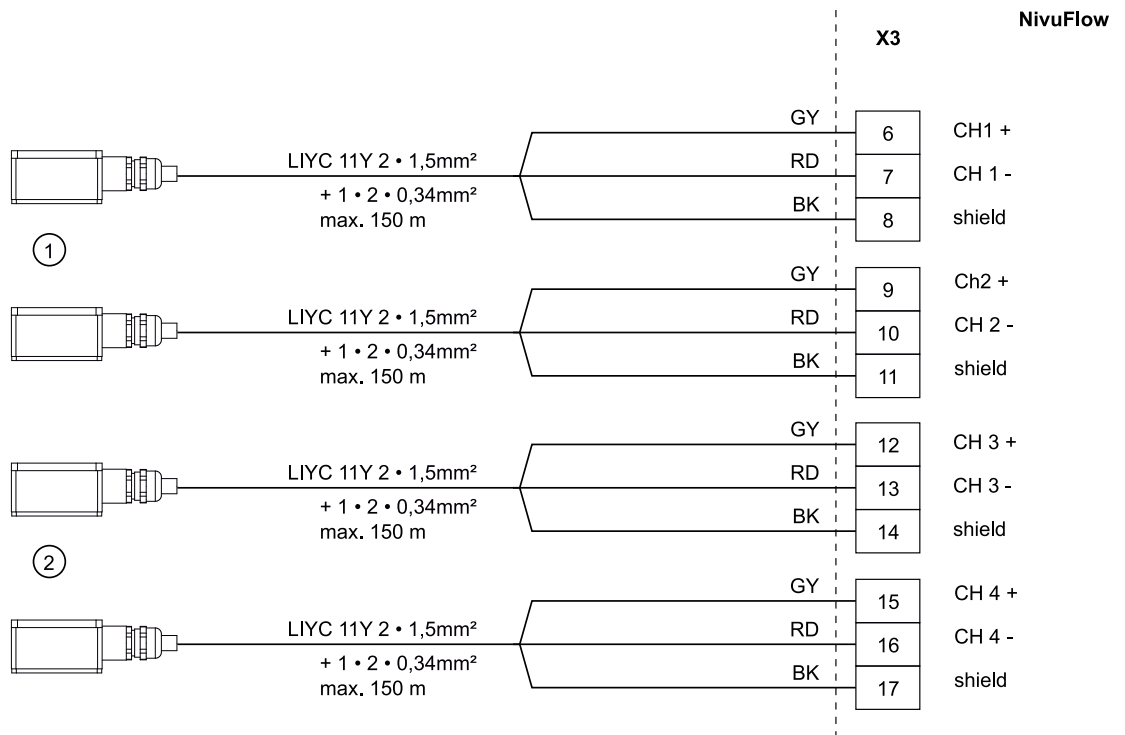 NivuFlow
X3
GY 6 CH1 +
LIYC 11Y 2 • 1,5mm² RD 7 CH 1 -
+ 1 • 2 • 0,34mm²
max. 150 m
BK 8 shield
1
GY 9 Ch2 +
LIYC 11Y 2 • 1,5mm² RD 10 CH 2 -
+ 1 • 2 • 0,34mm²
max. 150 m
BK 11 shield
GY 12 CH 3 +
LIYC 11Y 2 • 1,5mm² RD 13 CH 3 -
+ 1 • 2 • 0,34mm²
max. 150 m
BK 14 shield
2
GY 15 CH 4 +
LIYC 11Y 2 • 1,5mm² RD 16 CH 4 -
+ 1 • 2 • 0,34mm²
max. 150 m
BK 17 shield